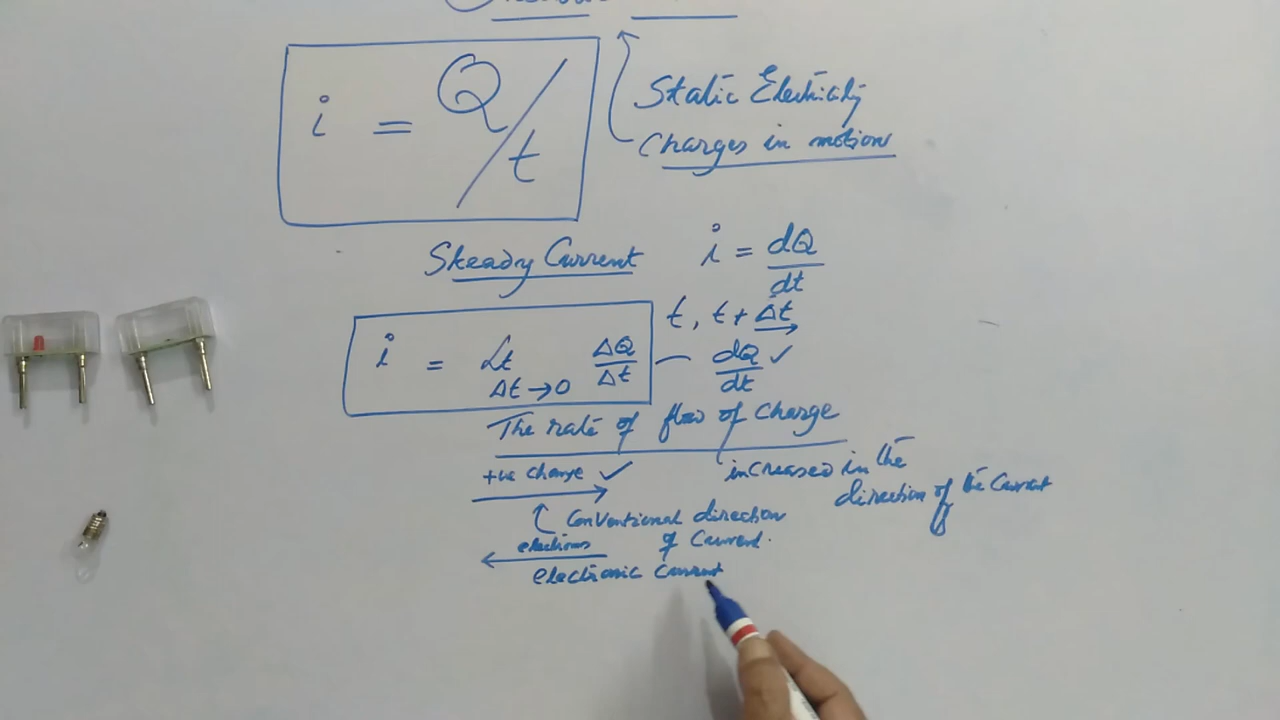 i = Q/t
Static Electricity
Charges in motion
Steady Current
i = dQ/dt
t, t + Δt
i = Lt Δt→0 ΔQ/Δt
dQ/dt ✓
The rate of flow of charge
+ve charge ✓
increased in the
direction of the Current
Conventional direction
of Current.
electrons
electronic Current